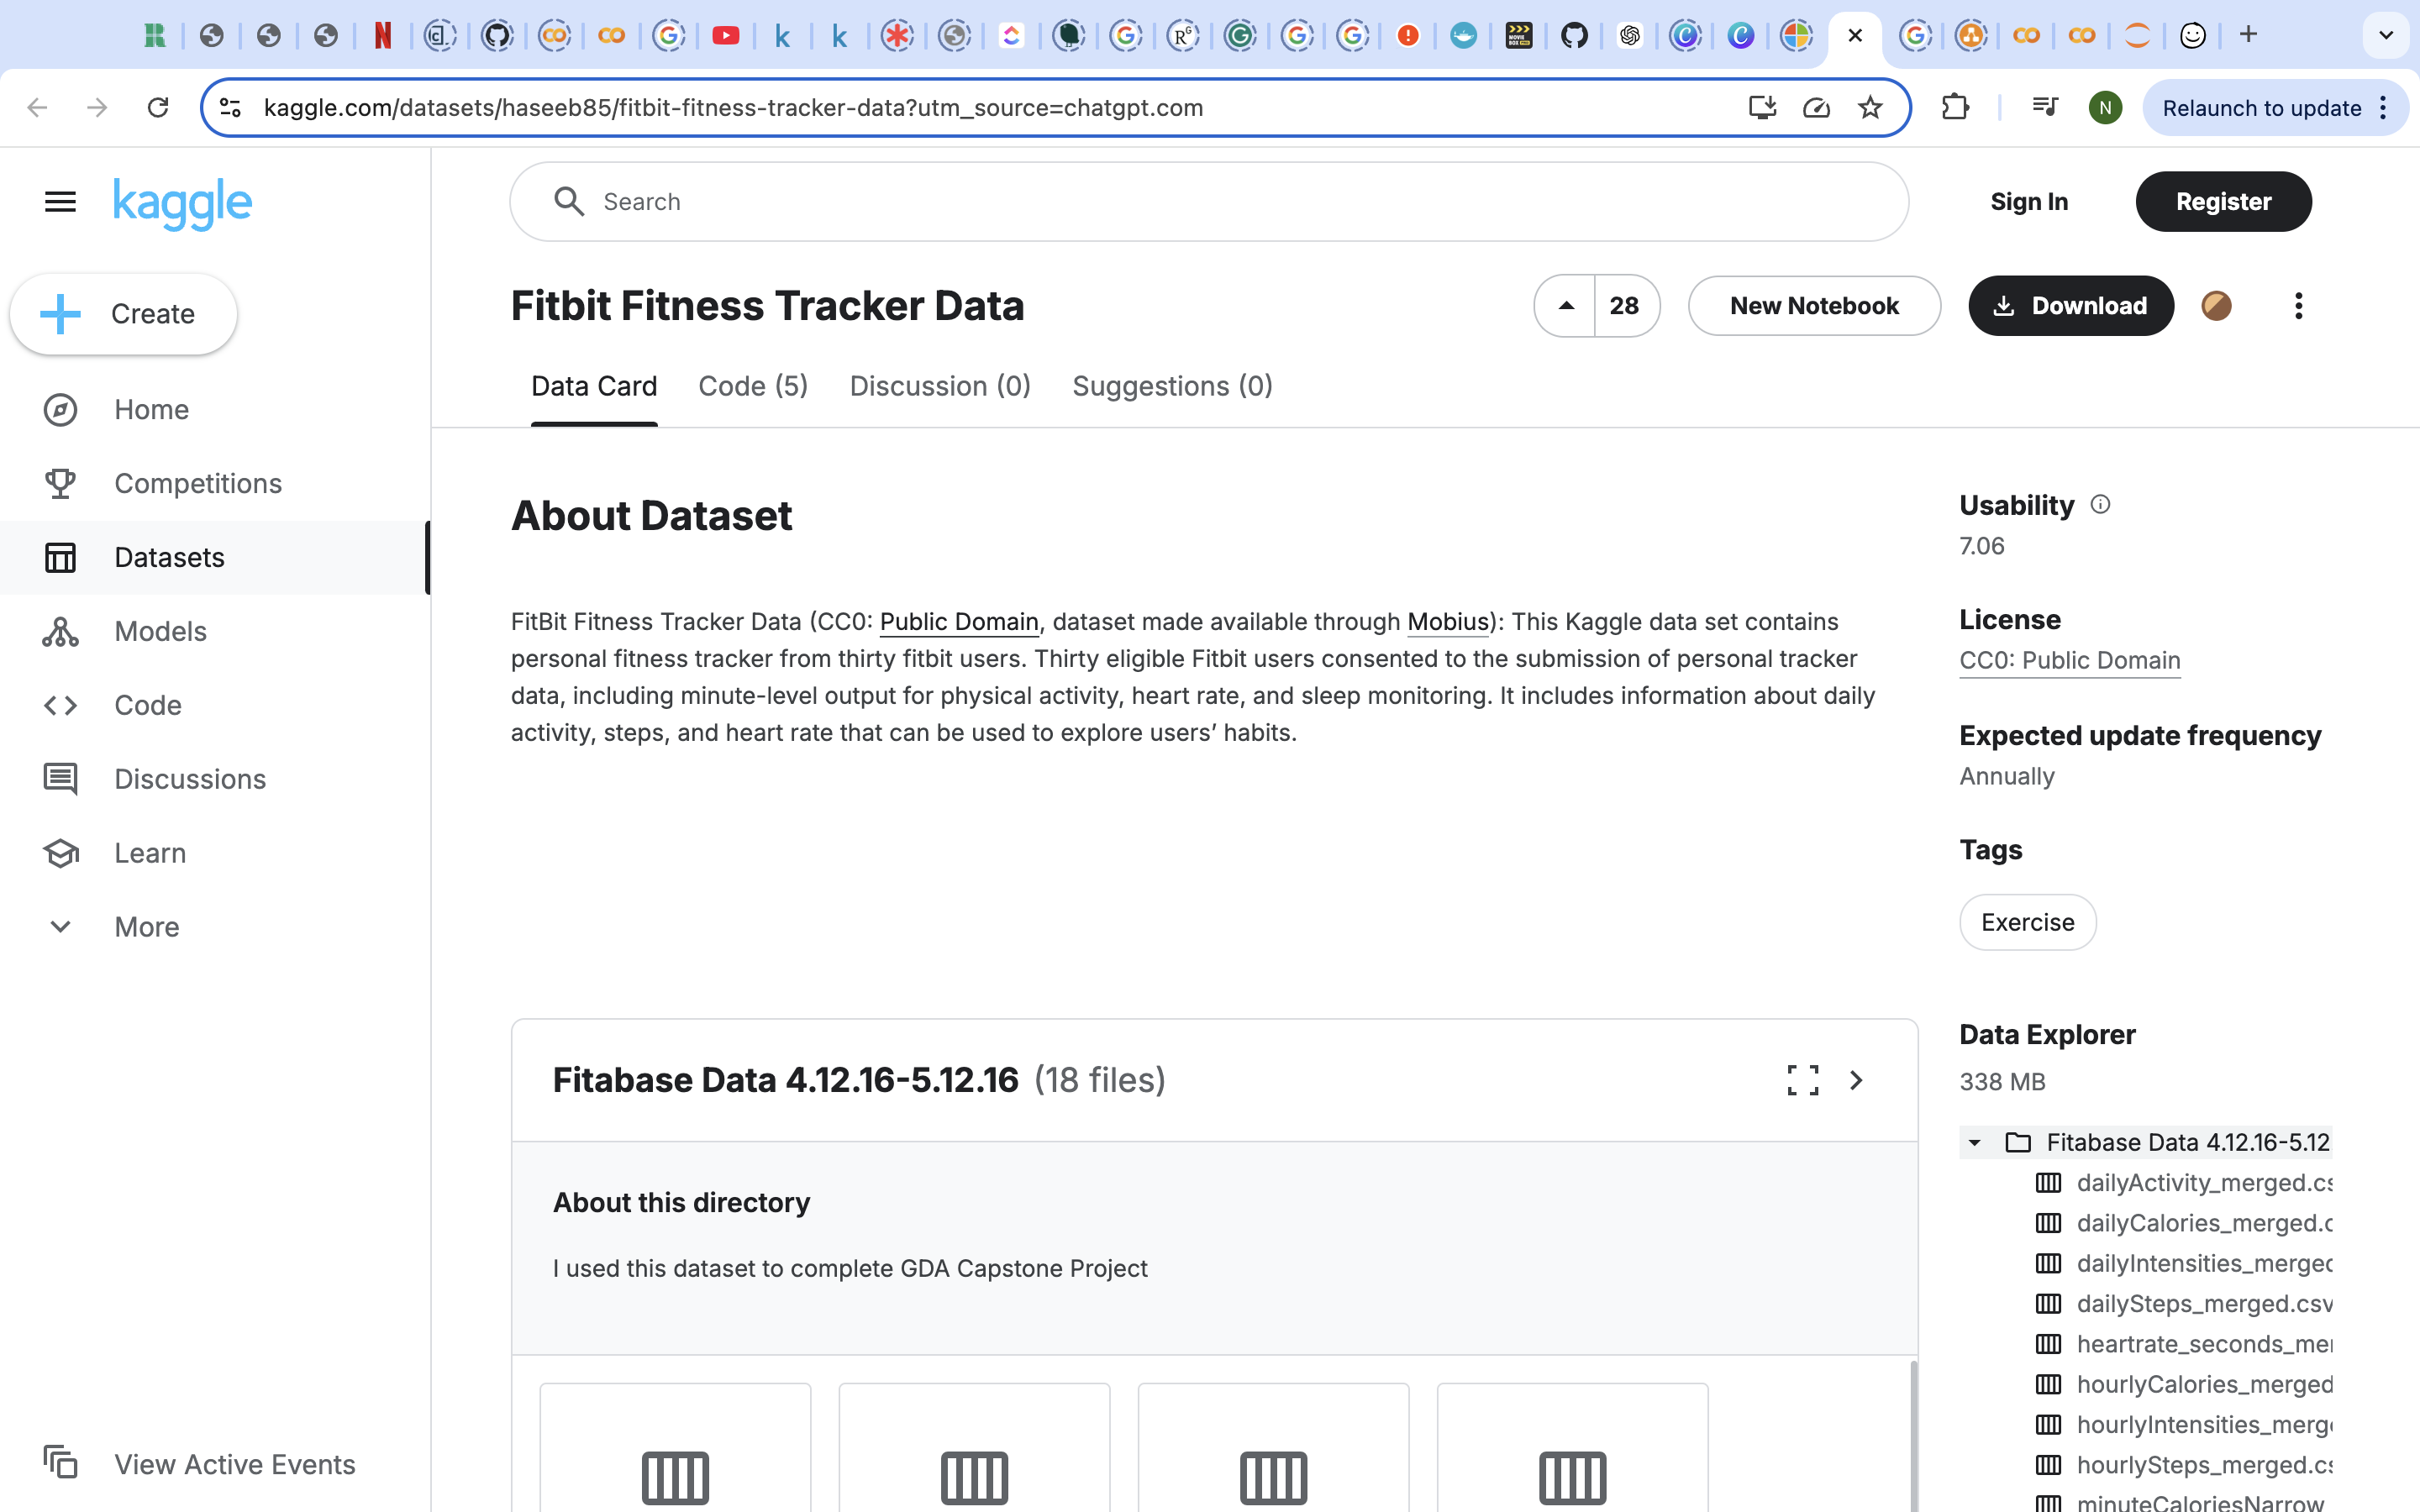 kaggle.com/datasets/haseeb85/fitbit-fitness-tracker-data?utm_source=chatgpt.com
N
Relaunch to update
kaggle
Search
Sign In
Register
Create
Home
Competitions
Datasets
Models
Code
Discussions
Learn
More
View Active Events
Fitbit Fitness Tracker Data
28
New Notebook
Download
Data Card
Code (5)
Discussion (0)
Suggestions (0)
About Dataset
FitBit Fitness Tracker Data (CC0: Public Domain, dataset made available through Mobius): This Kaggle data set contains
personal fitness tracker from thirty fitbit users. Thirty eligible Fitbit users consented to the submission of personal tracker
data, including minute-level output for physical activity, heart rate, and sleep monitoring. It includes information about daily
activity, steps, and heart rate that can be used to explore users’ habits.
Fitabase Data 4.12.16-5.12.16 (18 files)
About this directory
I used this dataset to complete GDA Capstone Project
Usability
7.06
License
CC0: Public Domain
Expected update frequency
Annually
Tags
Exercise
Data Explorer
338 MB
Fitabase Data 4.12.16-5.12
dailyActivity_merged.cs
dailyCalories_merged.c
dailyIntensities_merged
dailySteps_merged.csv
heartrate_seconds_mer
hourlyCalories_merged
hourlyIntensities_merge
hourlySteps_merged.cs
minuteCaloriesNarrow